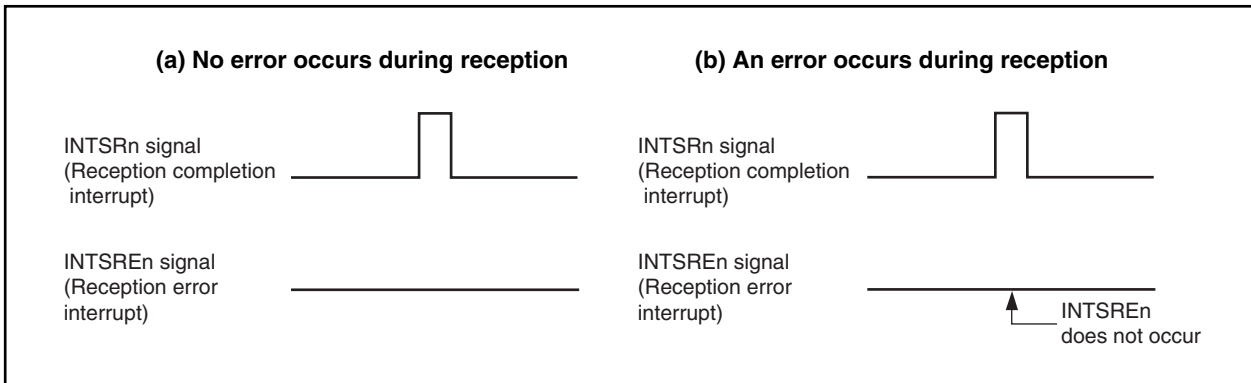 (a) No error occurs during reception
INTSRn signal
(Reception completion
interrupt)
INTSREn signal
(Reception error
interrupt)
(b) An error occurs during reception
INTSRn signal
(Reception completion
interrupt)
INTSREn signal
(Reception error
interrupt)
INTSREn
does not occur